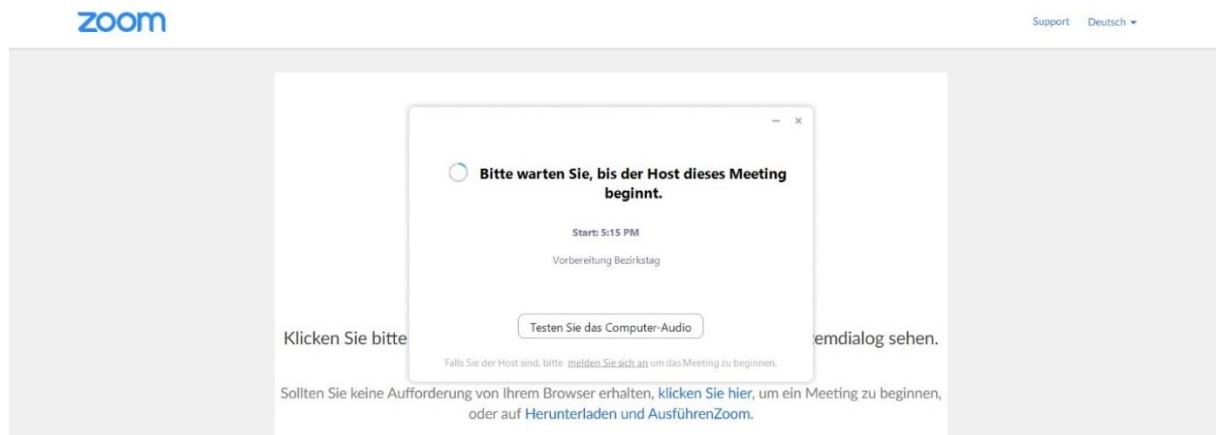 zoom
Support Deutsch
Bitte warten Sie, bis der Host dieses Meeting
beginnt.
Start: 5:15 PM
Vorbereitung Bezirkstag
Testen Sie das Computer-Audio
Klicken Sie bitte
emdialog sehen.
Falls Sie der Host sind, bitte melden Sie sich an um das Meeting zu beginnen.
Sollten Sie keine Aufforderung von Ihrem Browser erhalten, klicken Sie hier, um ein Meeting zu beginnen,
oder auf Herunterladen und AusführenZoom.